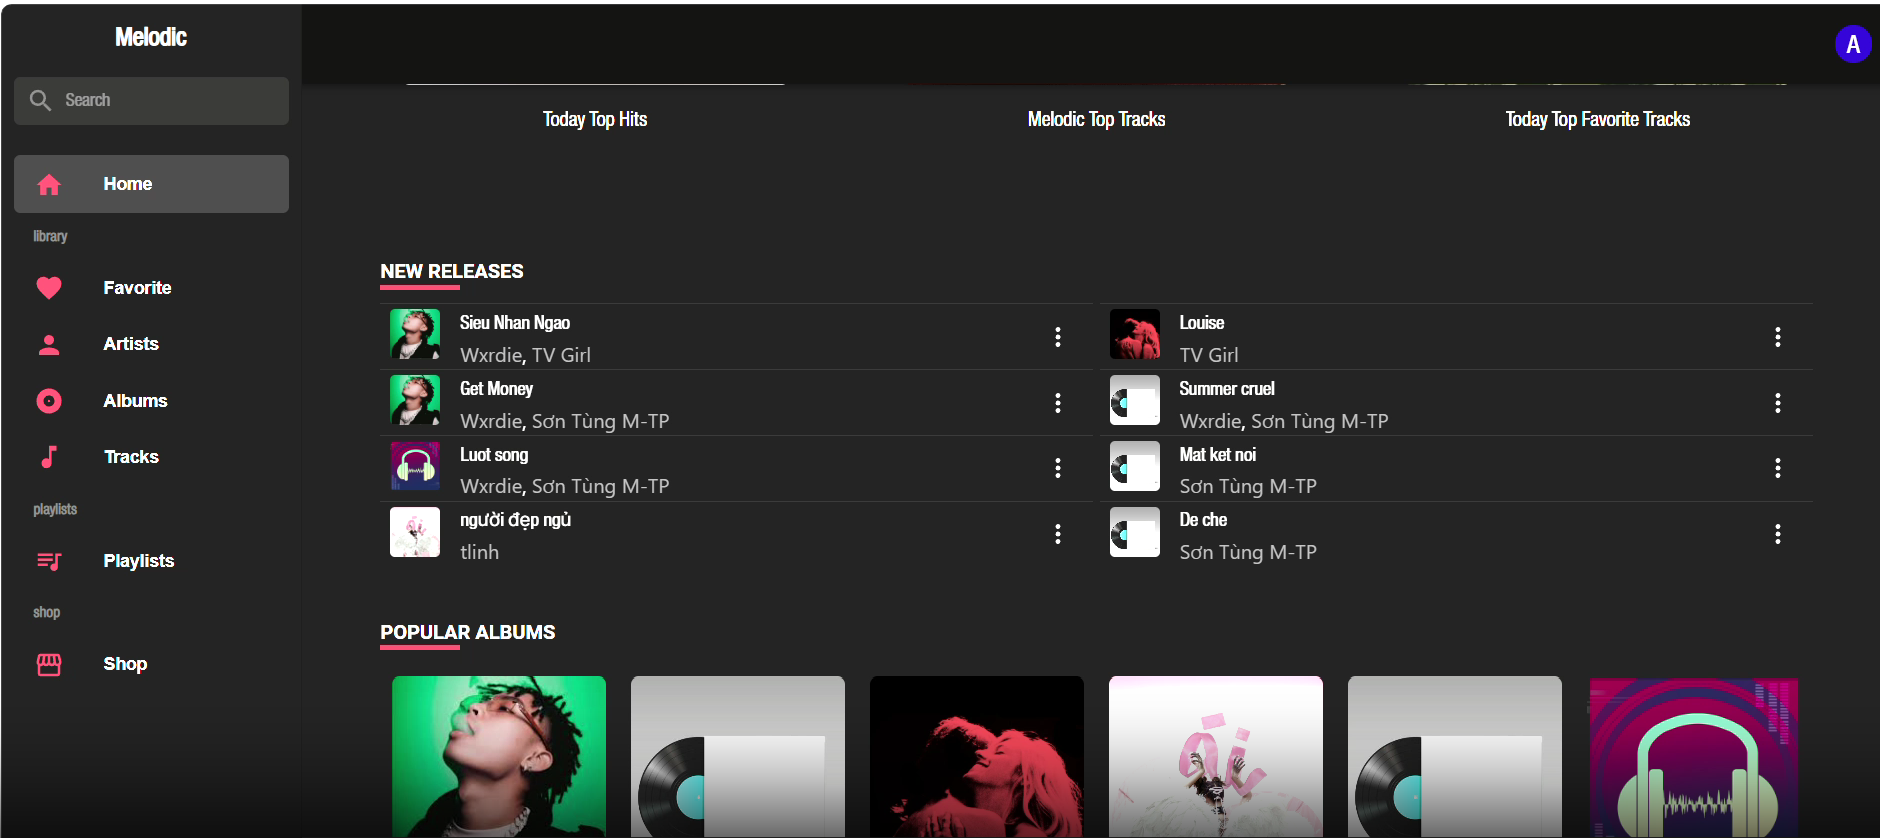 Melodic
A
Search
Home
library
Favorite
Artists
Albums
Tracks
playlists
Playlists
shop
Shop
Today Top Hits
Melodic Top Tracks
Today Top Favorite Tracks
NEW RELEASES
Sieu Nhan Ngao
Wxrdie, TV Girl
Louise
TV Girl
Get Money
Wxrdie, Sơn Tùng M-TP
Summer cruel
Wxrdie, Sơn Tùng M-TP
Luot song
Wxrdie, Sơn Tùng M-TP
Mat ket noi
Sơn Tùng M-TP
người đẹp ngủ
tlinh
De che
Sơn Tùng M-TP
POPULAR ALBUMS